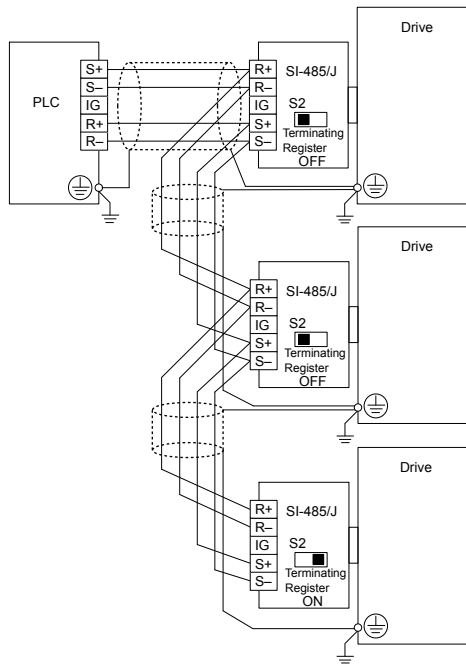 Drive
PLC
S+
S–
IG
R+
R–
R+
R–
IG
S+
S–
SI-485/J
S2
Terminating
Register
OFF
Drive
R+
R–
IG
S+
S–
SI-485/J
S2
Terminating
Register
OFF
Drive
R+
R–
IG
S+
S–
SI-485/J
S2
Terminating
Register
ON